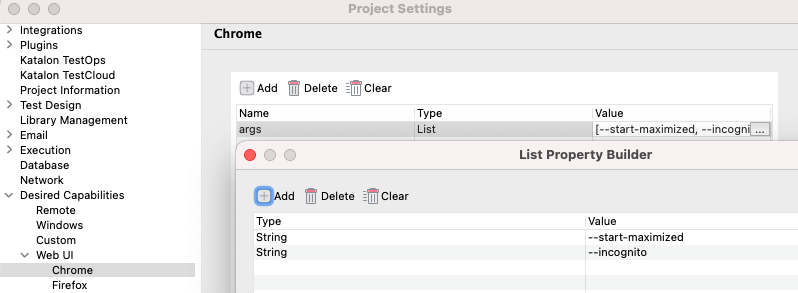 Project Settings
Integrations
Plugins
Katalon TestOps
Katalon TestCloud
Project Information
Test Design
Library Management
Email
Execution
Database
Network
Desired Capabilities
Remote
Windows
Custom
Web UI
Chrome
Firefox
Chrome
Add Delete Clear
Name Type Value
args List [--start-maximized, --incogni ...
List Property Builder
Add Delete Clear
Type Value
String --start-maximized
String --incognito